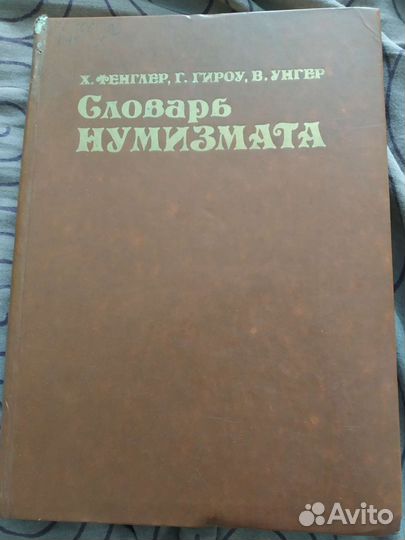 Х. ФЕНГЛЕР, Г. ГИРОУ, В. УНГЕР
Словарь
НУМИЗМАТА
Avito